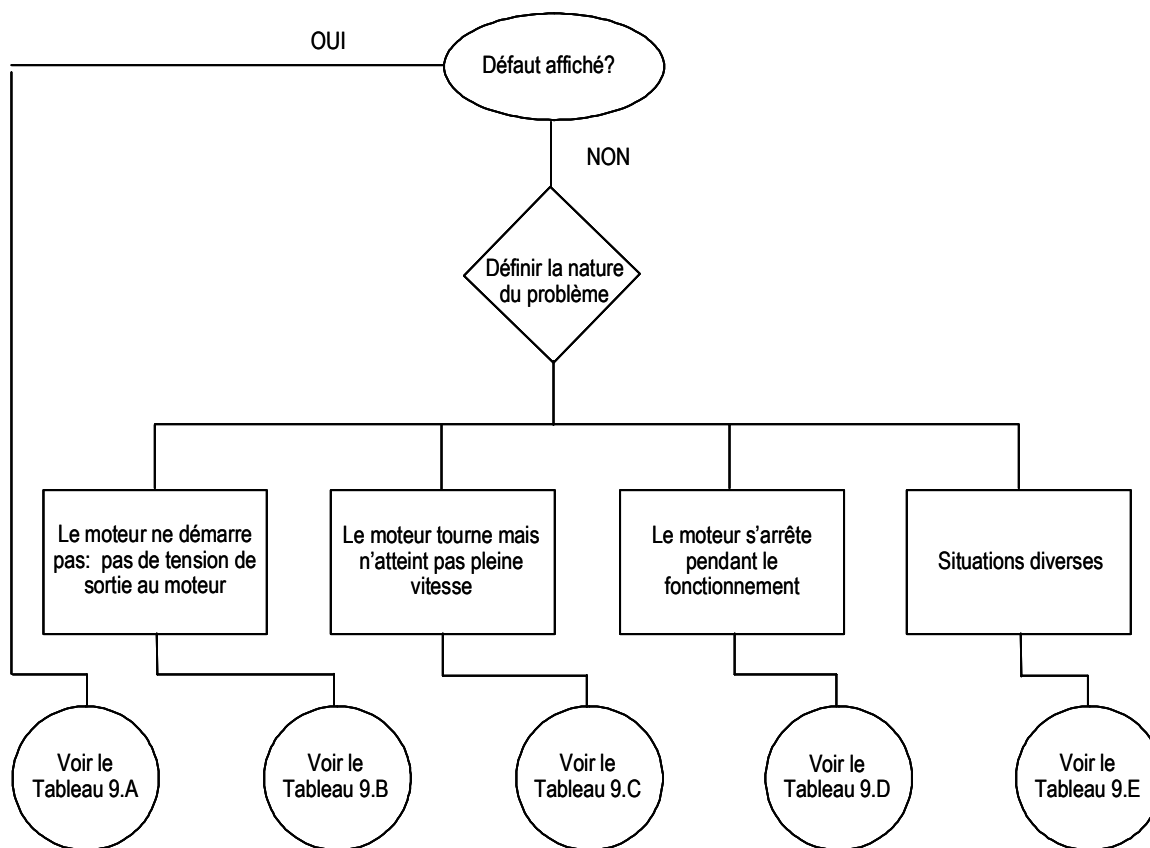 OUI
Défaut affiché?
NON
Définir la nature
du problème
Le moteur ne démarre
pas: pas de tension de
sortie au moteur
Le moteur tourne mais
n'atteint pas pleine
vitesse
Le moteur s'arrête
pendant le
fonctionnement
Situations diverses
Voir le
Tableau 9.A
Voir le
Tableau 9.B
Voir le
Tableau 9.C
Voir le
Tableau 9.D
Voir le
Tableau 9.E